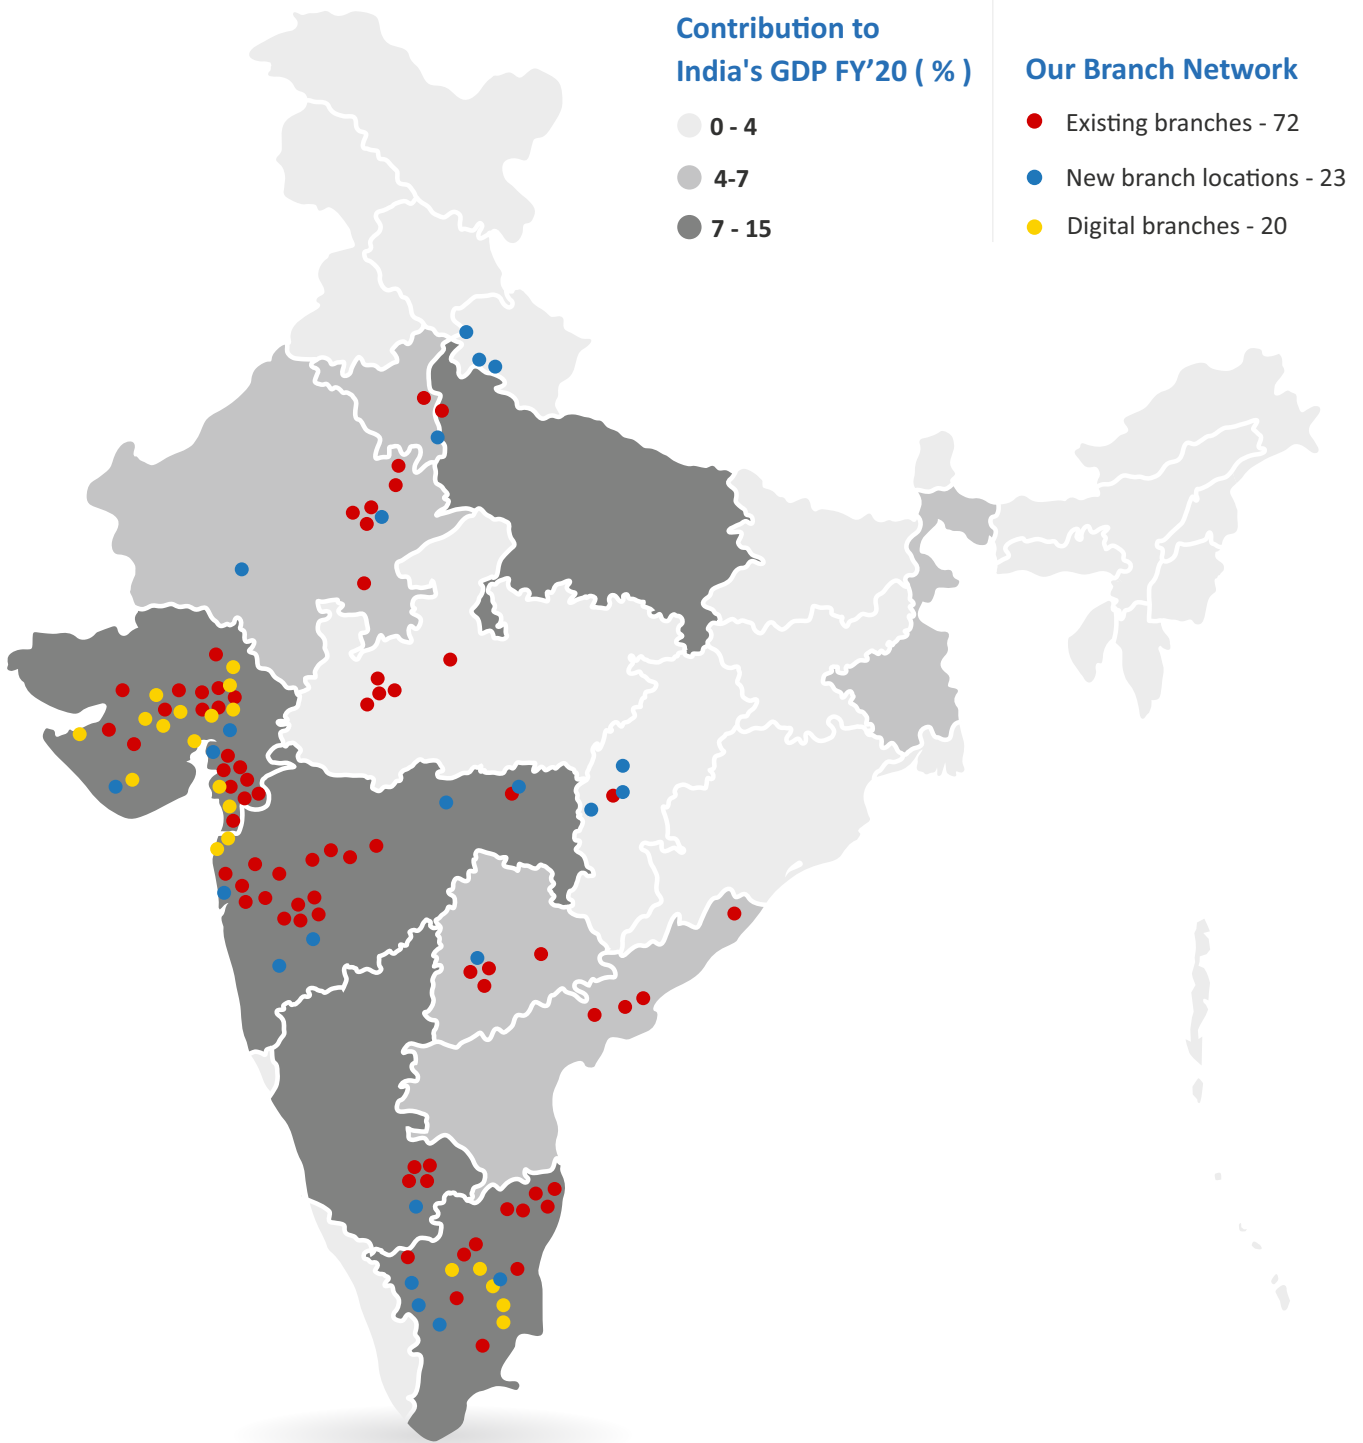 Contribution to
India's GDP FY’20 ( % )
0 - 4
4-7
7 - 15
Our Branch Network
Existing branches - 72
New branch locations - 23
Digital branches - 20